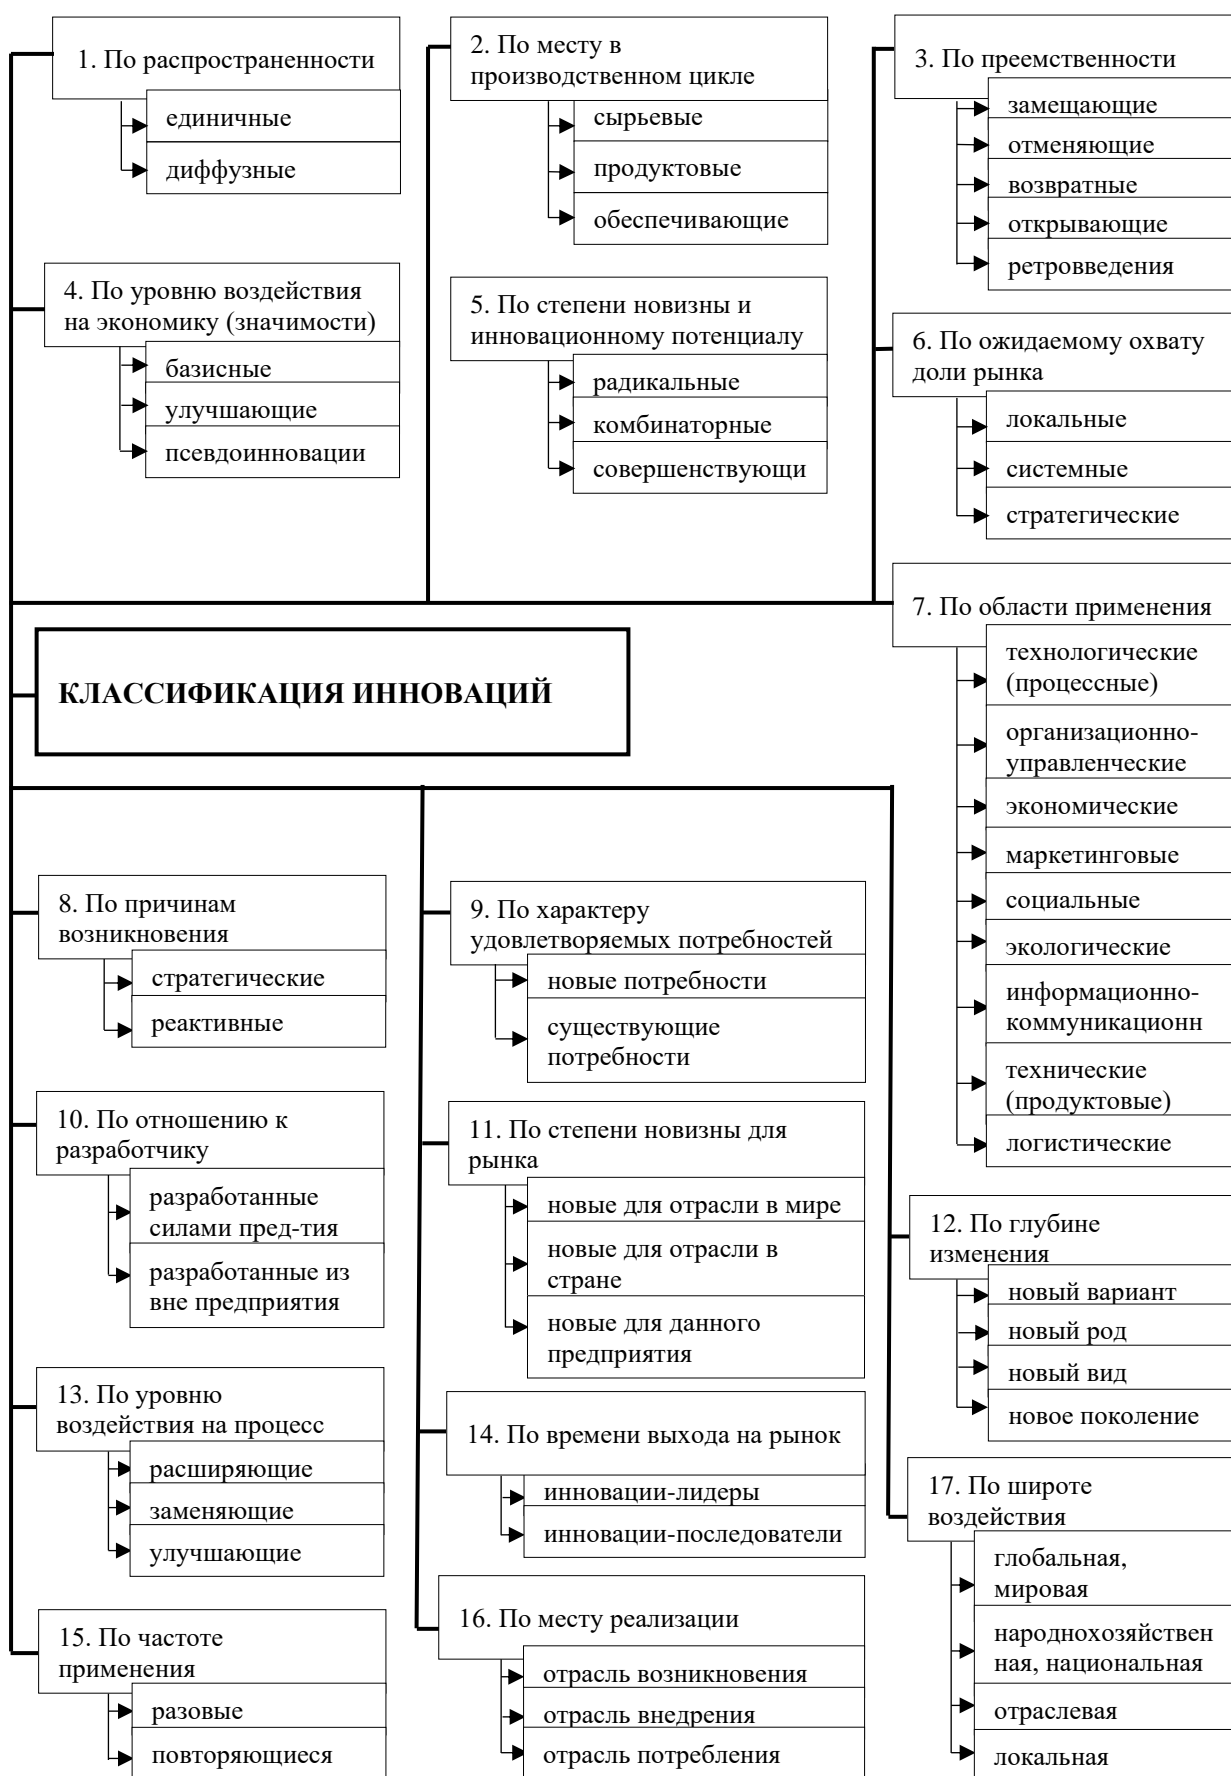 1. По распространенности
единичные
диффузные
2. По месту в
производственном цикле
сырьевые
продуктовые
обеспечивающие
3. По преемственности
замещающие
отменяющие
возвратные
открывающие
ретровведения
4. По уровню воздействия
на экономику (значимости)
базисные
улучшающие
псевдоинновации
5. По степени новизны и
инновационному потенциалу
радикальные
комбинаторные
совершенствующи
6. По ожидаемому охвату
доли рынка
локальные
системные
стратегические
7. По области применения
технологические
(процессные)
организационно-
управленческие
экономические
маркетинговые
социальные
экологические
информационно-
коммуникационн
технические
(продуктовые)
логистические
КЛАССИФИКАЦИЯ ИННОВАЦИЙ
8. По причинам
возникновения
стратегические
реактивные
9. По характеру
удовлетворяемых потребностей
новые потребности
существующие
потребности
10. По отношению к
разработчику
разработанные
силами пред-тия
разработанные из
вне предприятия
11. По степени новизны для
рынка
новые для отрасли в мире
новые для отрасли в
стране
новые для данного
предприятия
12. По глубине
изменения
новый вариант
новый род
новый вид
новое поколение
13. По уровню
воздействия на процесс
расширяющие
заменяющие
улучшающие
14. По времени выхода на рынок
инновации-лидеры
инновации-последователи
15. По частоте
применения
разовые
повторяющиеся
16. По месту реализации
отрасль возникновения
отрасль внедрения
отрасль потребления
17. По широте
воздействия
глобальная,
мировая
народнохозяйствен
ная, национальная
отраслевая
локальная